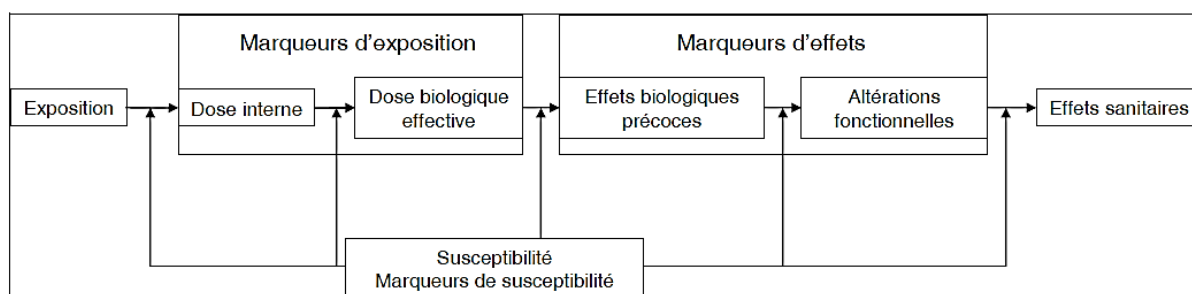 Marqueurs d'exposition
Marqueurs d'effets
Exposition
Dose interne
Dose biologique
effective
Effets biologiques
précoces
Altérations
fonctionnelles
Effets sanitaires
Susceptibilité
Marqueurs de susceptibilité